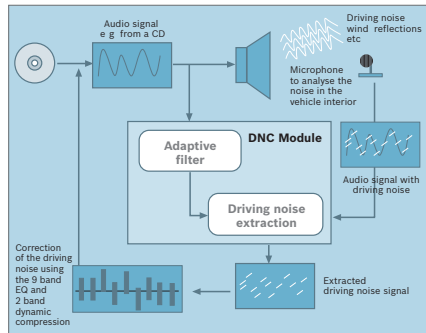 Audio signal
e g from a CD
Driving noise
wind reflections
etc
Microphone
to analyse the
noise in the
vehicle interior
DNC Module
Adaptive
filter
Audio signal with
driving noise
Driving noise
extraction
Correction
of the driving
noise using
the 9 band
EQ and
2 band
dynamic
compression
Extracted
driving noise signal